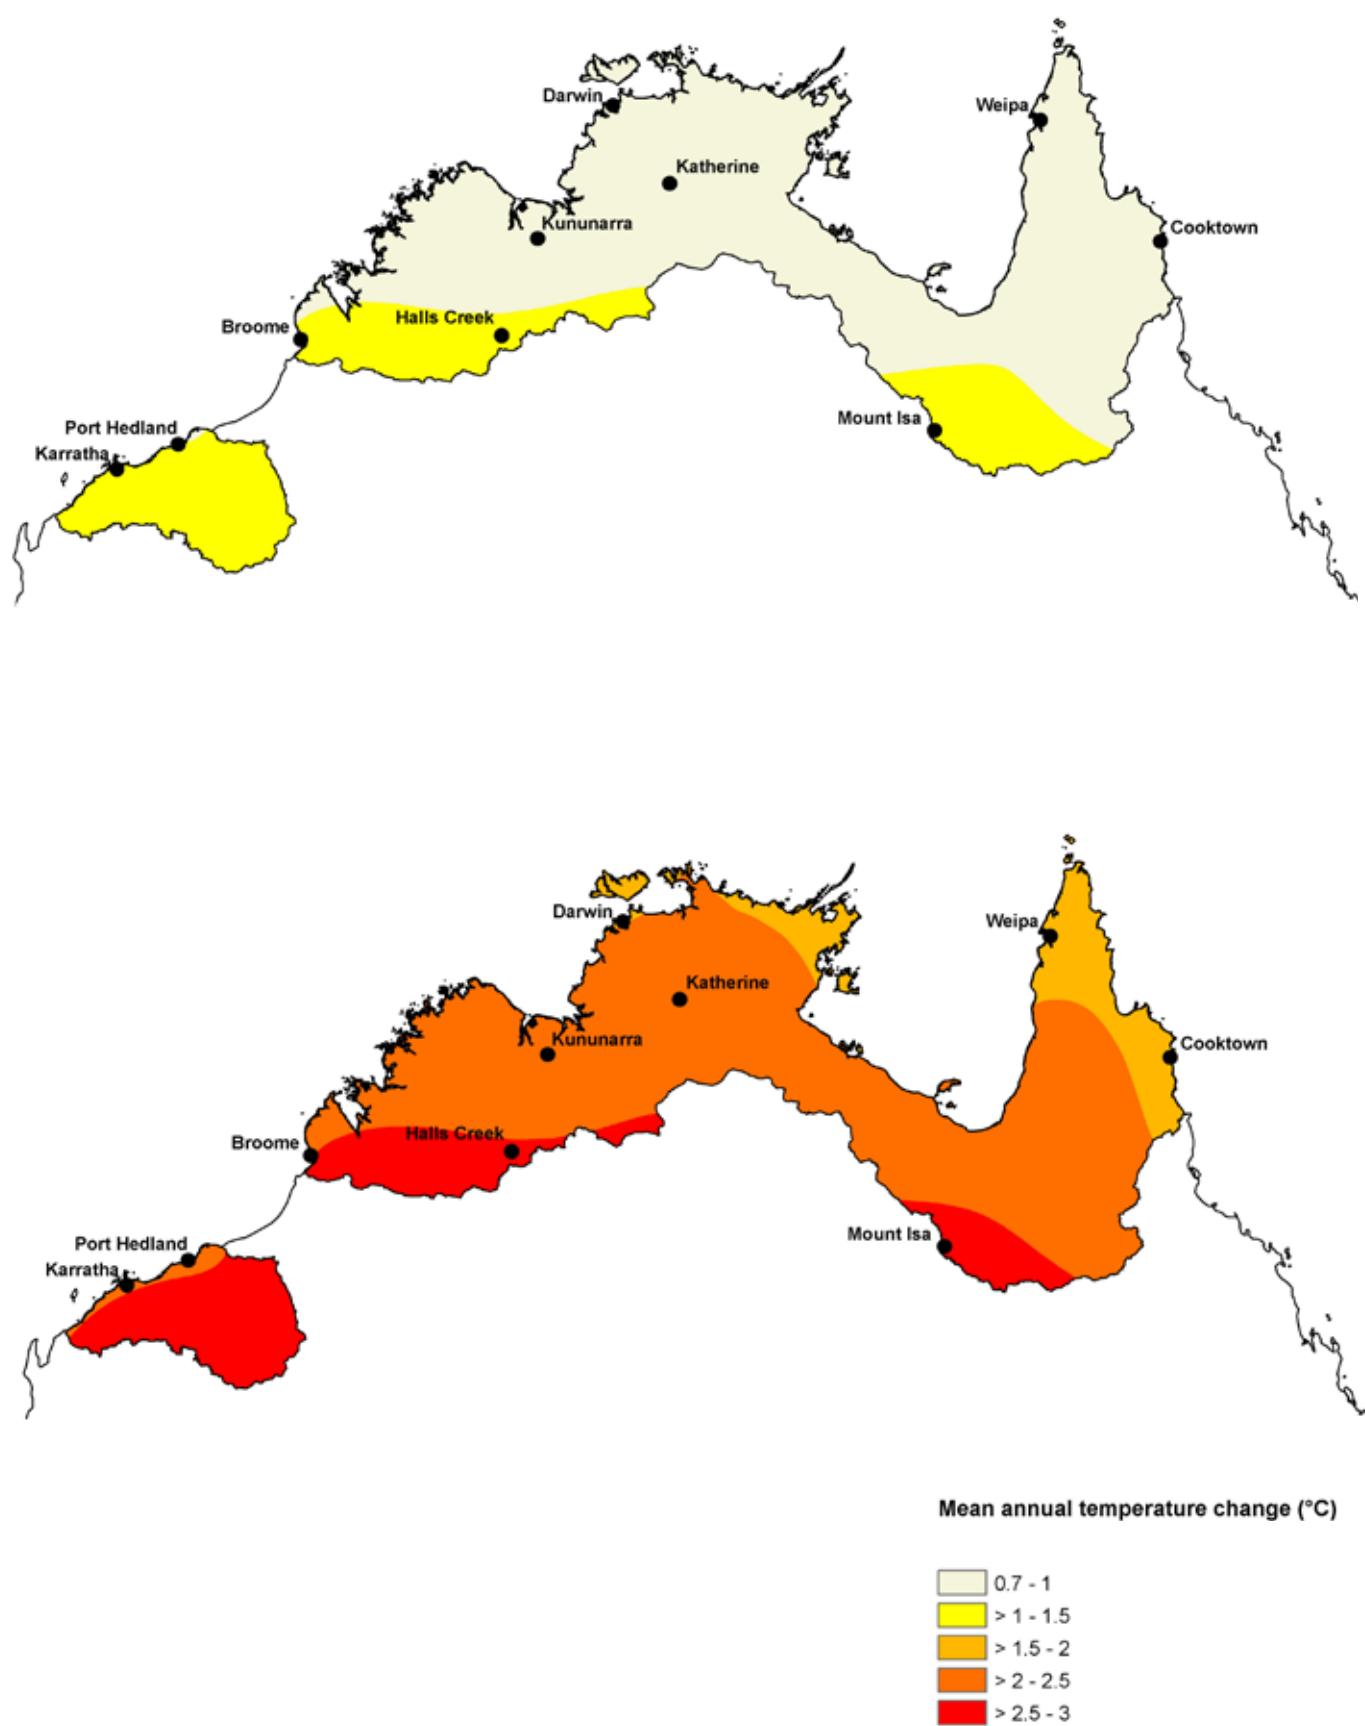 Darwin
Weipa
Katherine
Kununarra
Cooktown
Broome
Halls Creek
Mount Isa
Port Hedland
Karratha
Darwin
Weipa
Katherine
Kununarra
Cooktown
Broome
Halls Creek
Mount Isa
Port Hedland
Karratha
Mean annual temperature change (°C)
0.7 - 1
> 1 - 1.5
> 1.5 - 2
> 2 - 2.5
> 2.5 - 3